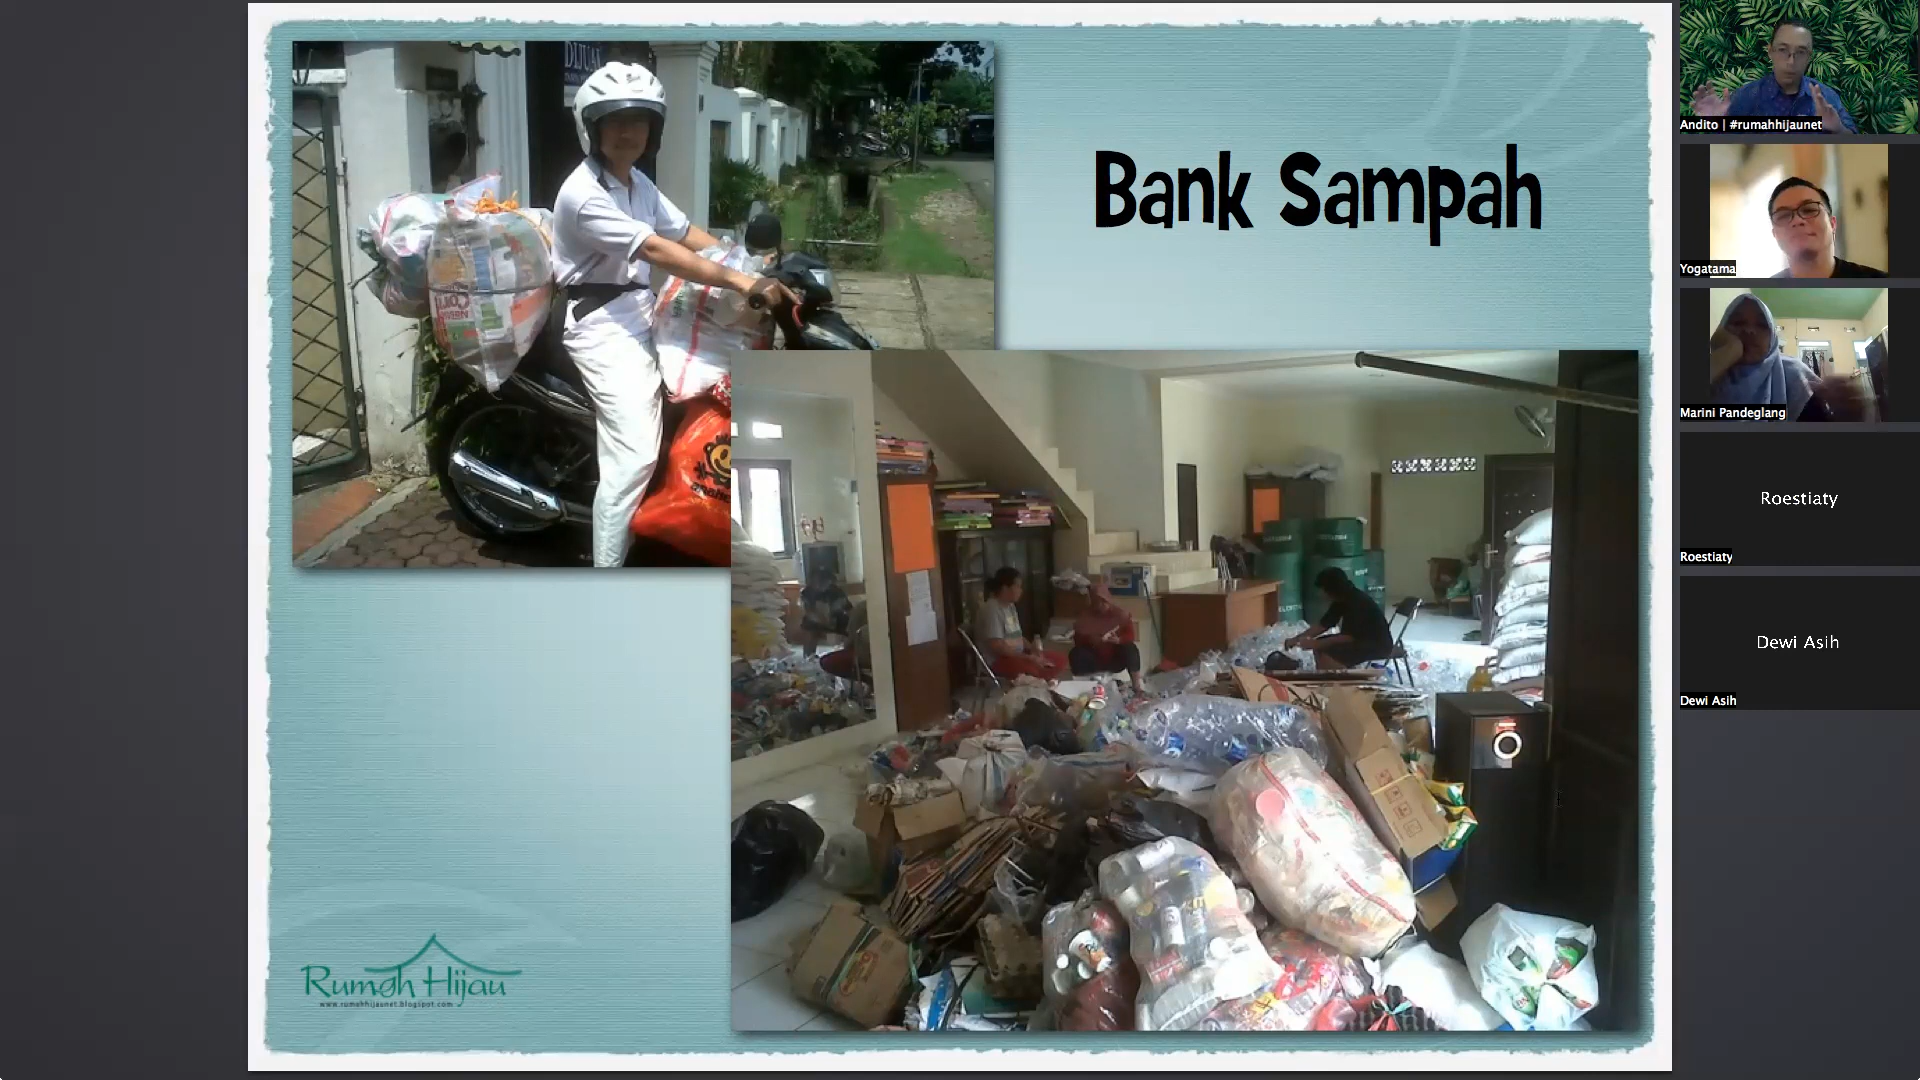 Bank Sampah
DIJUAL
Rumah Hijau
www.rumahhijaunet.blogspot.com
Andito | #rumahhijaunet
Yogatama
Marini Pandeglang
Roestiaty
Roestiaty
Dewi Asih
Dewi Asih